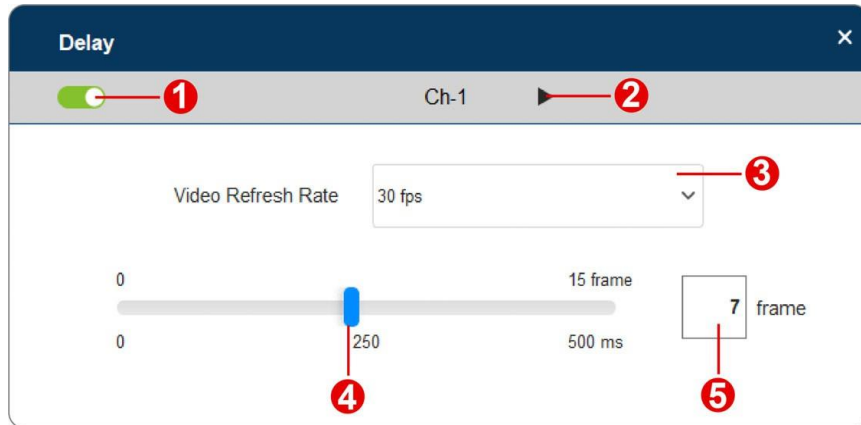 Delay ×
1 Ch-1 2
Video Refresh Rate 30 fps 3
0 15 frame
7 frame
0 250 500 ms
4 5